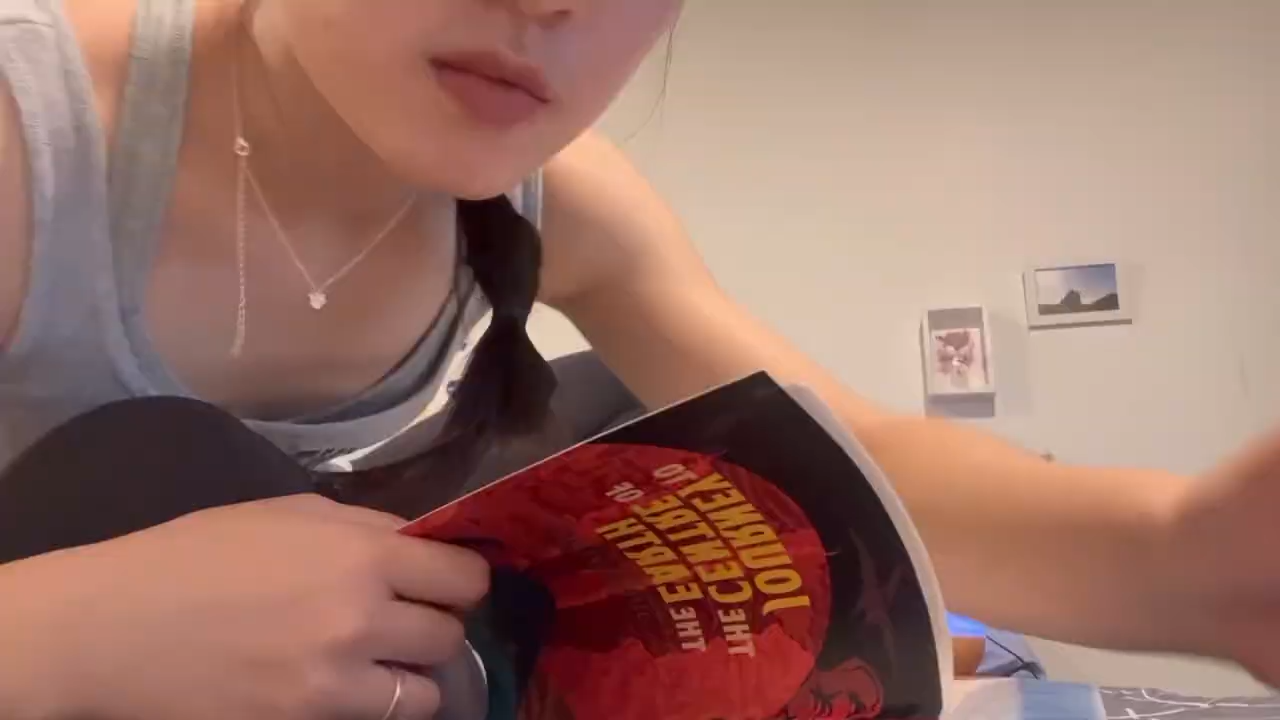 JOURNEY
TO
THE CENTRE
OF
THE EARTH